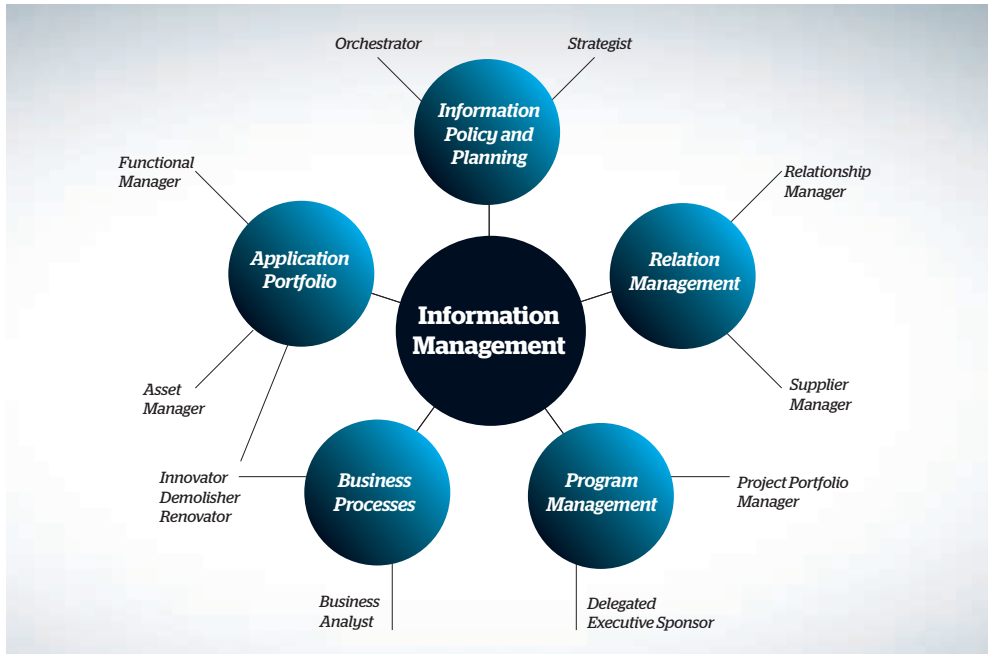 Orchestrator
Strategist
Information
Policy and
Planning
Functional
Manager
Relationship
Manager
Application
Portfolio
Relation
Management
Information
Management
Asset
Manager
Supplier
Manager
Innovator
Demolisher
Renovator
Business
Processes
Program
Management
Project Portfolio
Manager
Business
Analyst
Delegated
Executive Sponsor